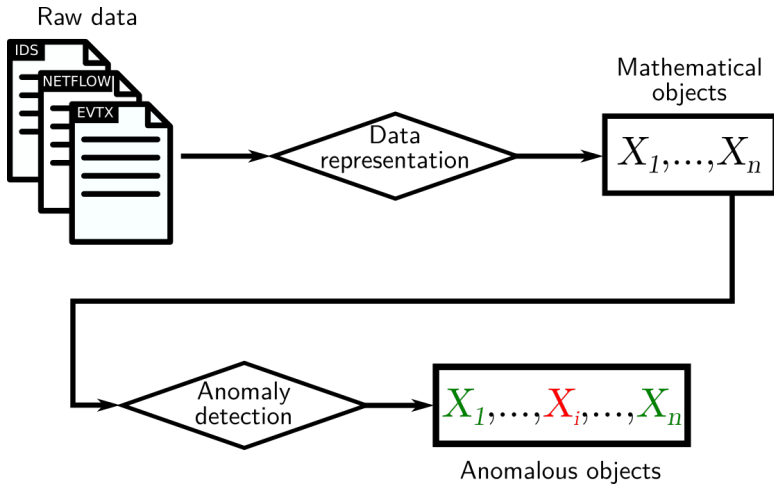 Raw data
IDS
NETFLOW
EVTX
Data
representation
Mathematical
objects
X₁,...,Xₙ
Anomaly
detection
X₁,...,Xᵢ,...,Xₙ
Anomalous objects